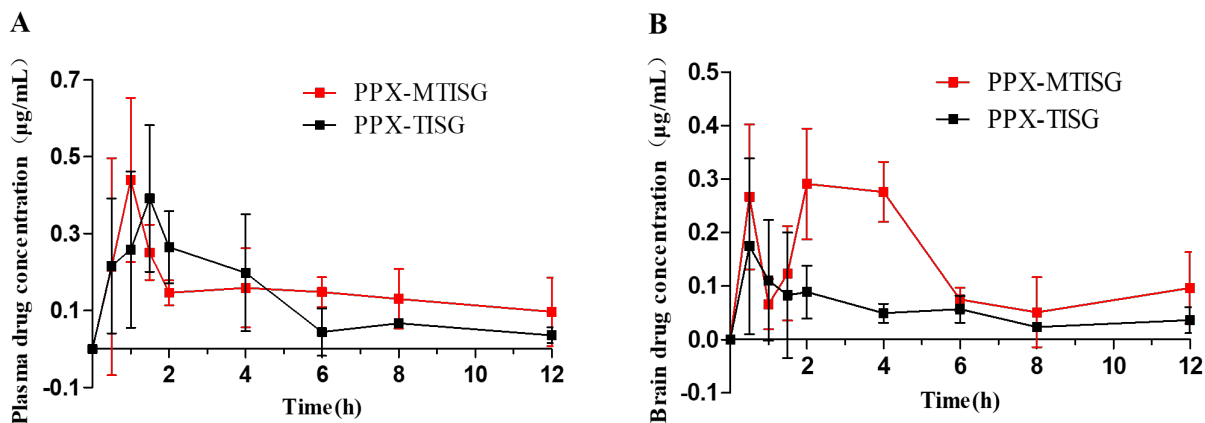 A
Plasma drug concentration（μg/mL）
0.7
0.5
0.3
0.1
-0.1
PPX-MTISG
PPX-TISG
2 4 6 8 10 12
Time(h)
B
Brain drug concentration（μg/mL）
0.5
0.4
0.3
0.2
0.1
0.0
-0.1
PPX-MTISG
PPX-TISG
2 4 6 8 10 12
Time(h)